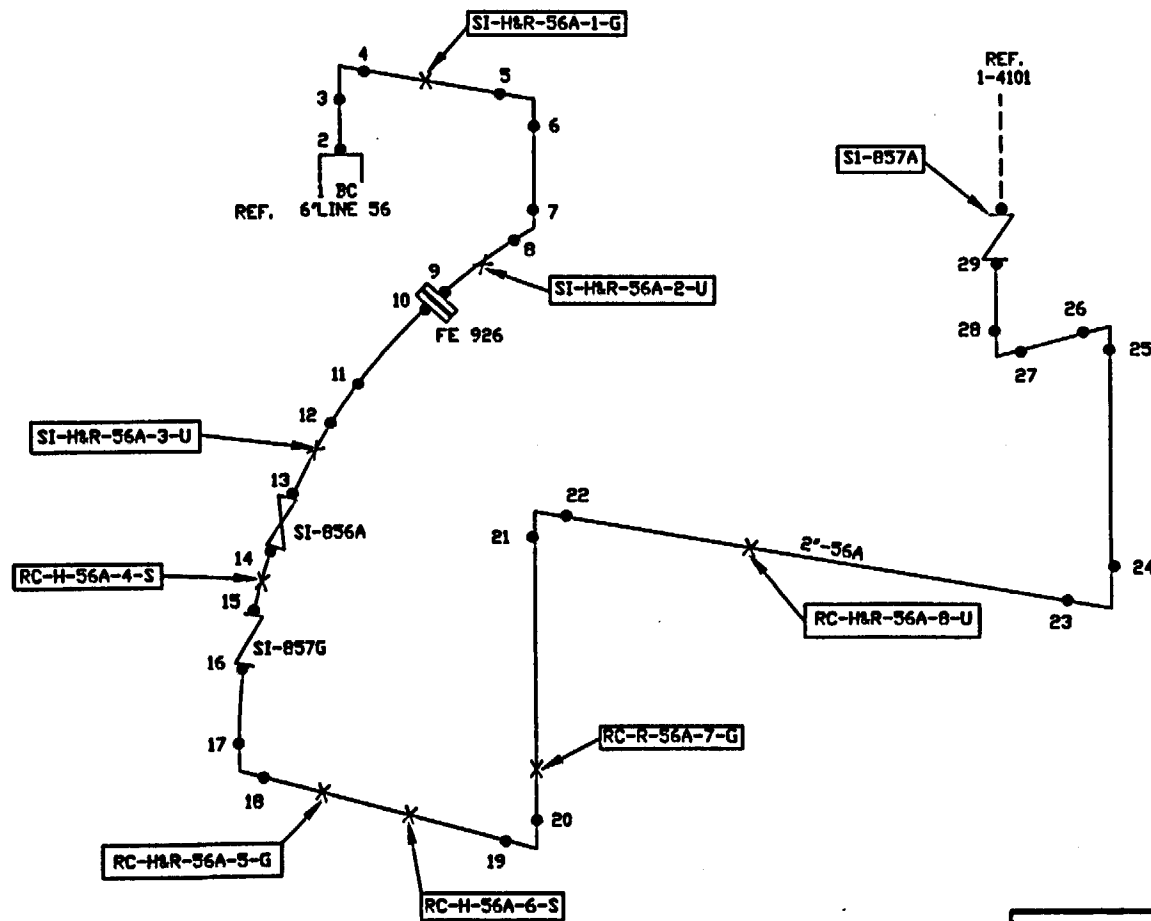 SI-H&R-56A-1-G
4
5
3
6
2
1 BC
REF. 6"LINE 56
7
8
SI-H&R-56A-2-U
9
10
FE 926
11
12
SI-H&R-56A-3-U
13
SI-856A
14
RC-H-56A-4-S
15
SI-857G
16
17
18
RC-H&R-56A-5-G
RC-H-56A-6-S
19
20
RC-R-56A-7-G
21
22
2"-56A
RC-H&R-56A-8-U
23
24
25
26
27
28
29
SI-857A
REF.
1-4101